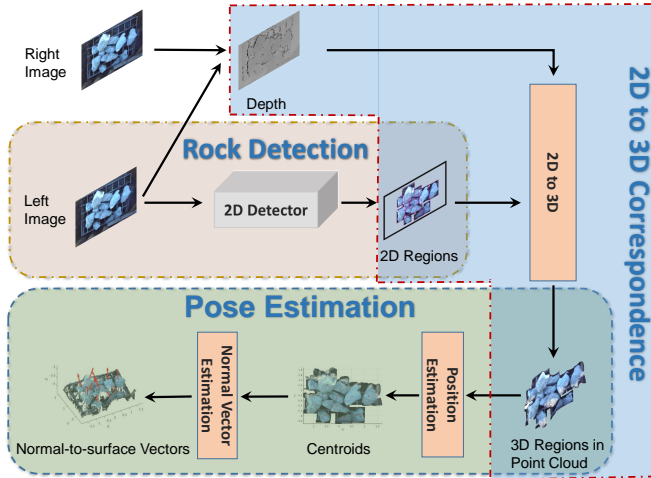 Right
Image
Depth
2D to 3D Correspondence
Rock Detection
Left
Image
2D Detector
2D Regions
2D to 3D
Pose Estimation
Normal-to-surface Vectors
Normal Vector
Estimation
Centroids
Position
Estimation
3D Regions in
Point Cloud